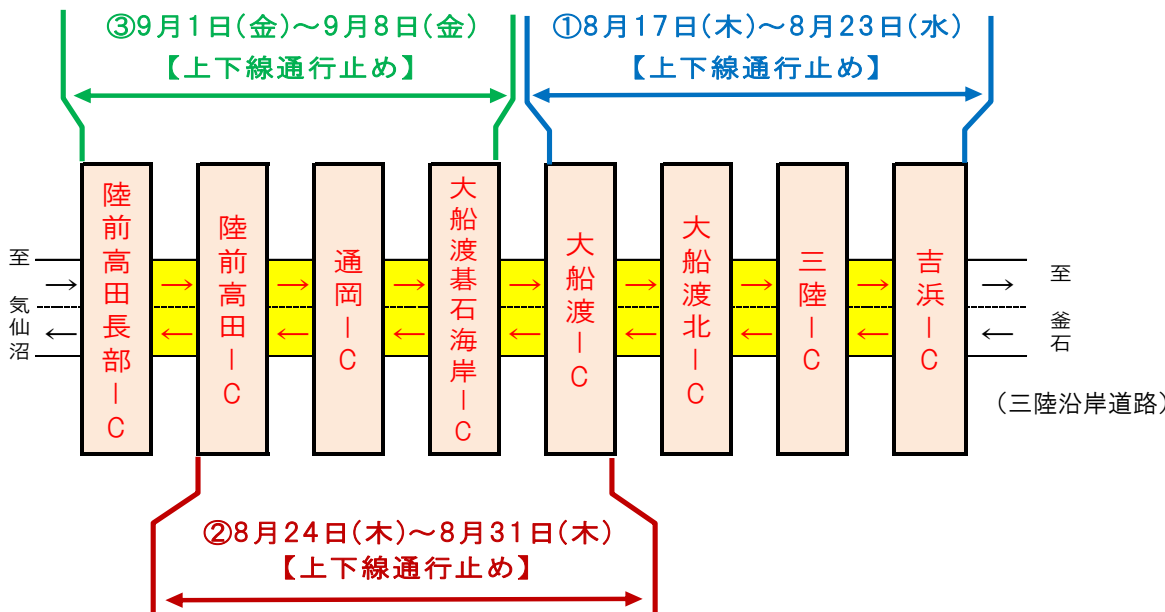 ③9月1日(金)～9月8日(金)
【上下線通行止め】
①8月17日(木)～8月23日(水)
【上下線通行止め】
至
気仙沼
陸前高田長部IC
陸前高田IC
通岡IC
大船渡碁石海岸IC
大船渡IC
大船渡北IC
三陸IC
吉浜IC
至
釜石
(三陸沿岸道路)
②8月24日(木)～8月31日(木)
【上下線通行止め】